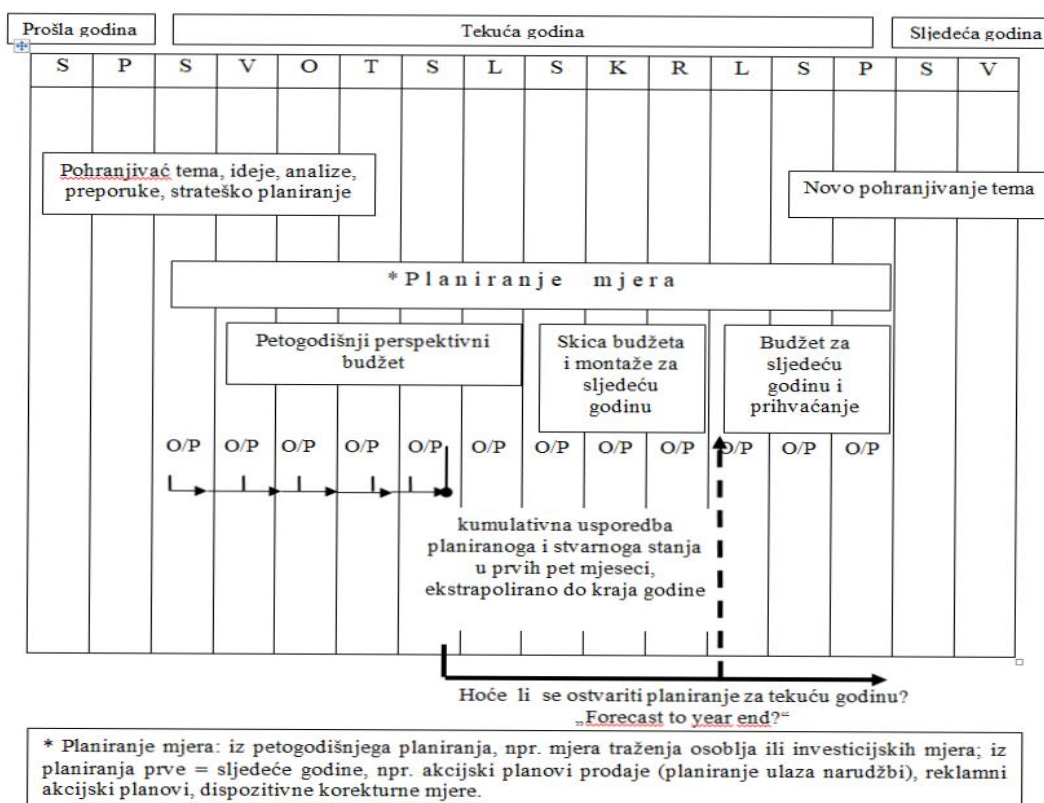 Prošla godina
Tekuća godina
Sljedeća godina
S P S V O T S L S K R L S P S V
Pohranjivać tema, ideje, analize,
preporuke, strateško planiranje
Novo pohranjivanje tema
*Planiranje mjera
Petogodišnji perspektivni
budžet
Skica budžeta
i montaže za
sljedeću
godinu
Budžet za
sljedeću
godinu i
prihvaćanje
O/P O/P O/P O/P O/P O/P O/P O/P O/P O/P O/P O/P
kumulativna usporedba
planiranoga i stvarnoga stanja
u prvih pet mjeseci,
ekstrapolirano do kraja godine
Hoće li se ostvariti planiranje za tekuću godinu?
„Forecast to year end?“
* Planiranje mjera: iz petogodišnjega planiranja, npr. mjera traženja osoblja ili investicijskih mjera; iz
planiranja prve = sljedeće godine, npr. akcijski planovi prodaje (planiranje ulaza narudžbi), reklamni
akcijski planovi, dispozitivne korekturne mjere.